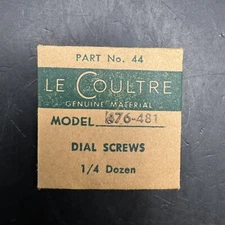 PART No. 44
LE COULTRE
GENUINE MATERIAL
MODEL 476-481
DIAL SCREWS
1/4 Dozen